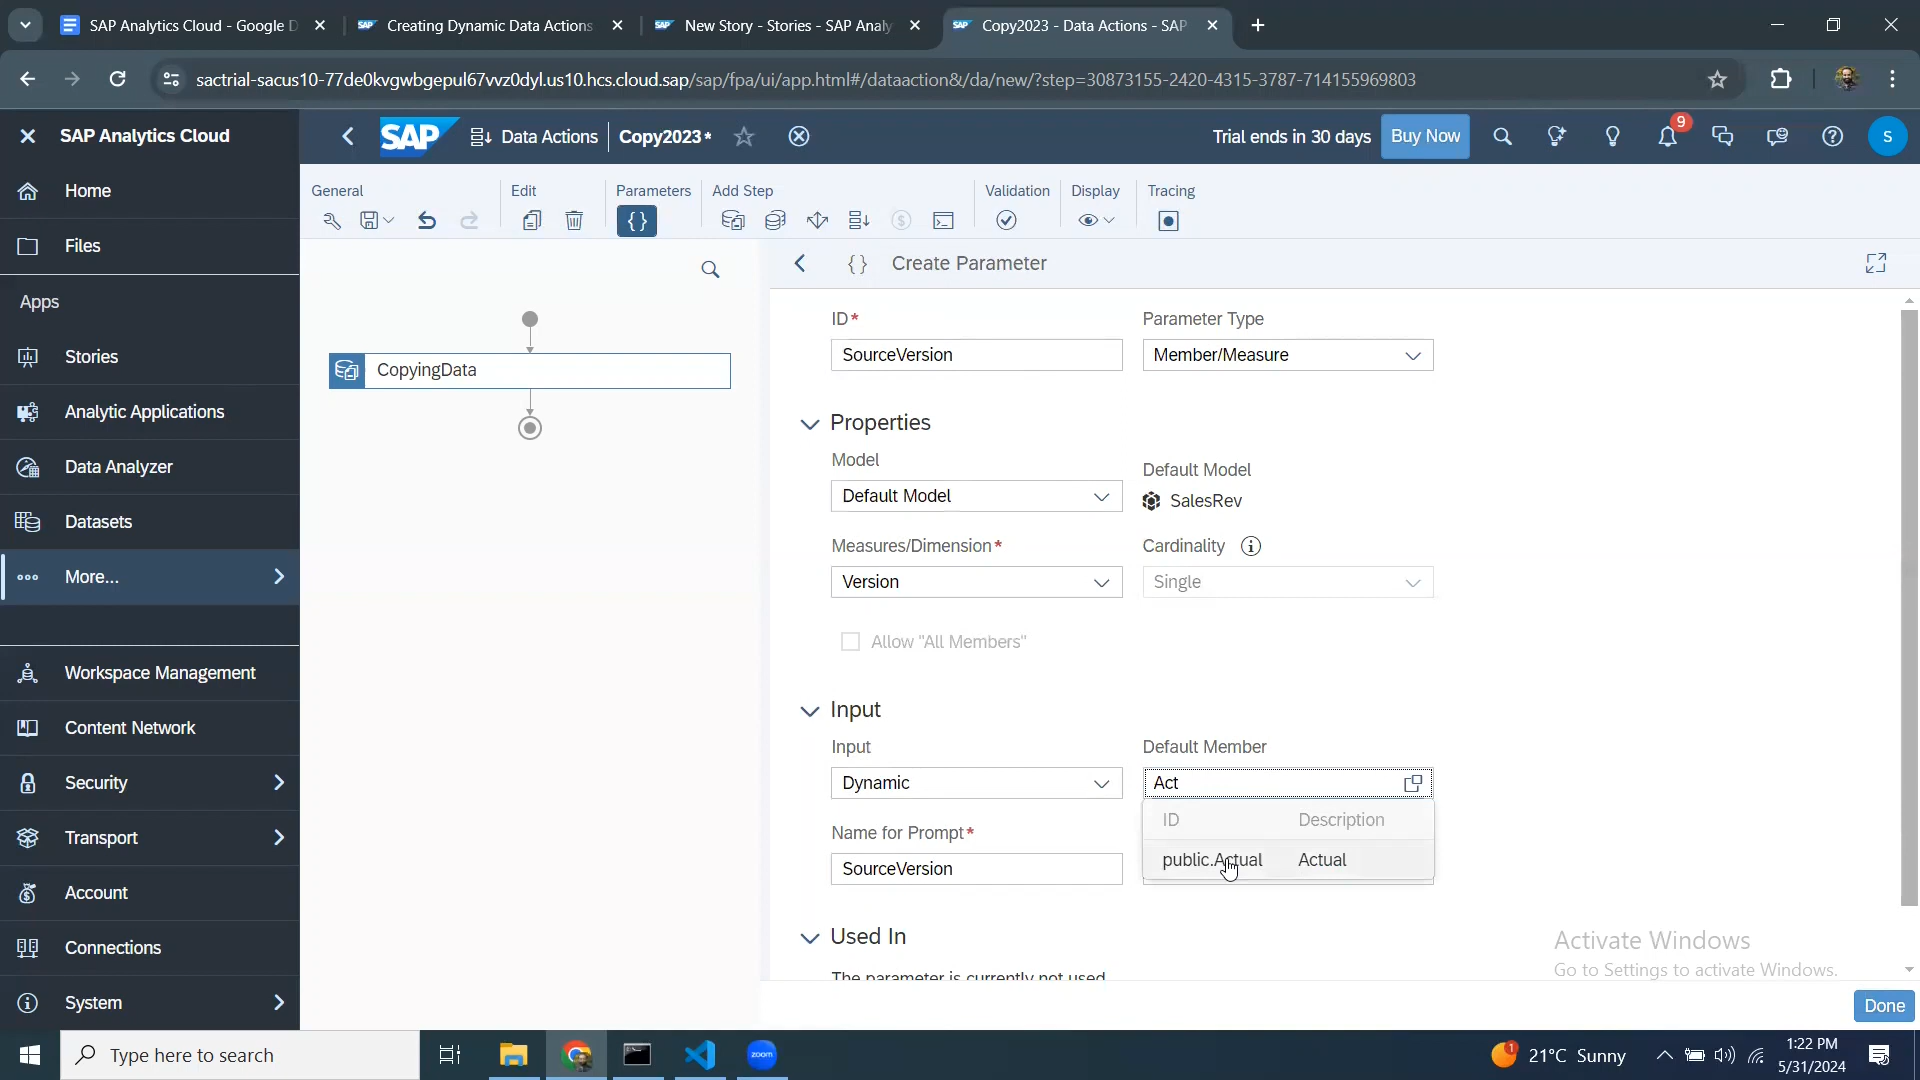 SAP Analytics Cloud - Google D
Creating Dynamic Data Actions
New Story - Stories - SAP Analy
Copy2023 - Data Actions - SAP
sactrial-sacus10-77de0kvgwbgepul67vvz0dyl.us10.hcs.cloud.sap/sap/fpa/ui/app.html#/dataaction&/da/new/?step=30873155-2420-4315-3787-714155969803
SAP Analytics Cloud
SAP Data Actions Copy2023* Trial ends in 30 days Buy Now 9 S
Home
Files
Apps
Stories
Analytic Applications
Data Analyzer
Datasets
More...
Workspace Management
Content Network
Security
Transport
Account
Connections
System
General Edit Parameters Add Step Validation Display Tracing
CopyingData
{} Create Parameter
ID* Parameter Type
SourceVersion Member/Measure
Properties
Model Default Model
Default Model SalesRev
Measures/Dimension* Cardinality
Version Single
Allow "All Members"
Input
Input Default Member
Dynamic Act
ID Description
public.Actual Actual
Name for Prompt*
SourceVersion
Used In
The parameter is currently not used
Activate Windows
Go to Settings to activate Windows.
Done
Type here to search
zoom
1
21°C Sunny
1:22 PM
5/31/2024